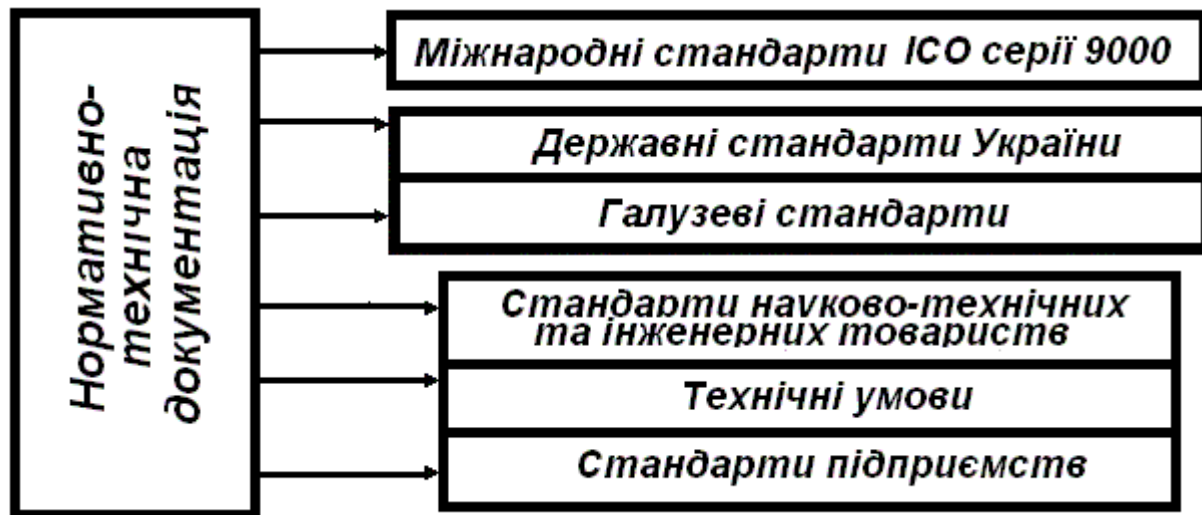 Нормативно-
технічна
документація
Міжнародні стандарти ІСО серії 9000
Державні стандарти України
Галузеві стандарти
Стандарти науково-технічних
та інженерних товариств
Технічні умови
Стандарти підприємств